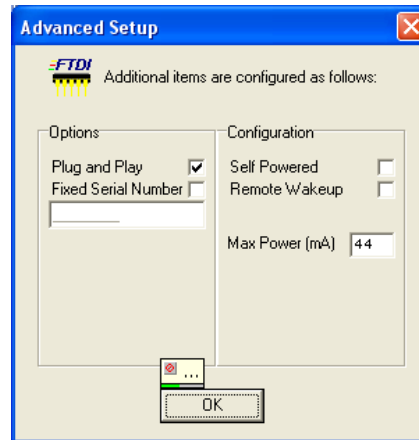 Advanced Setup
FTDI
Additional items are configured as follows:
Options
Plug and Play
Fixed Serial Number
Configuration
Self Powered
Remote Wakeup
Max Power (mA) 44
...
OK